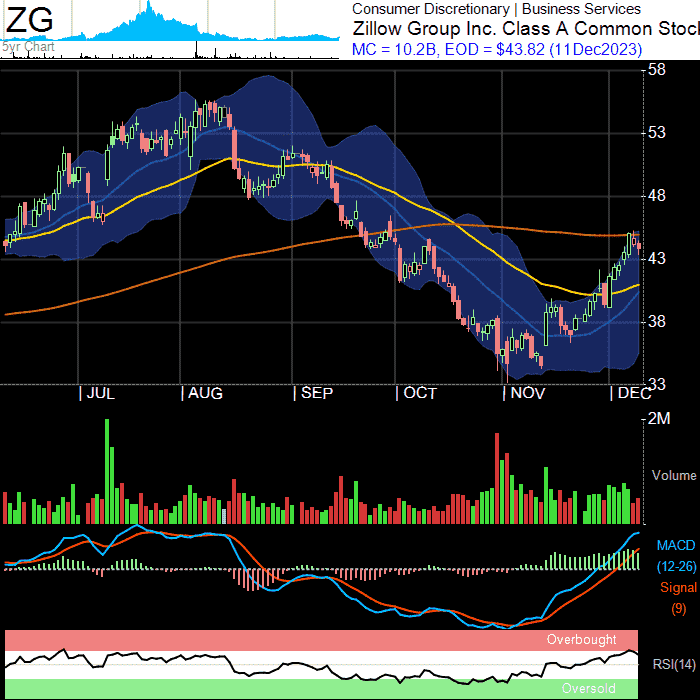 ZG
5yr Chart
Consumer Discretionary | Business Services
Zillow Group Inc. Class A Common Stoc
MC = 10.2B, EOD = $43.82 (11Dec2023)
58
53
48
43
38
33
| JUL | AUG | SEP | OCT | NOV | DEC
2M
Volume
MACD
(12-26)
Signal
(9)
Overbought
RSI(14)
Oversold